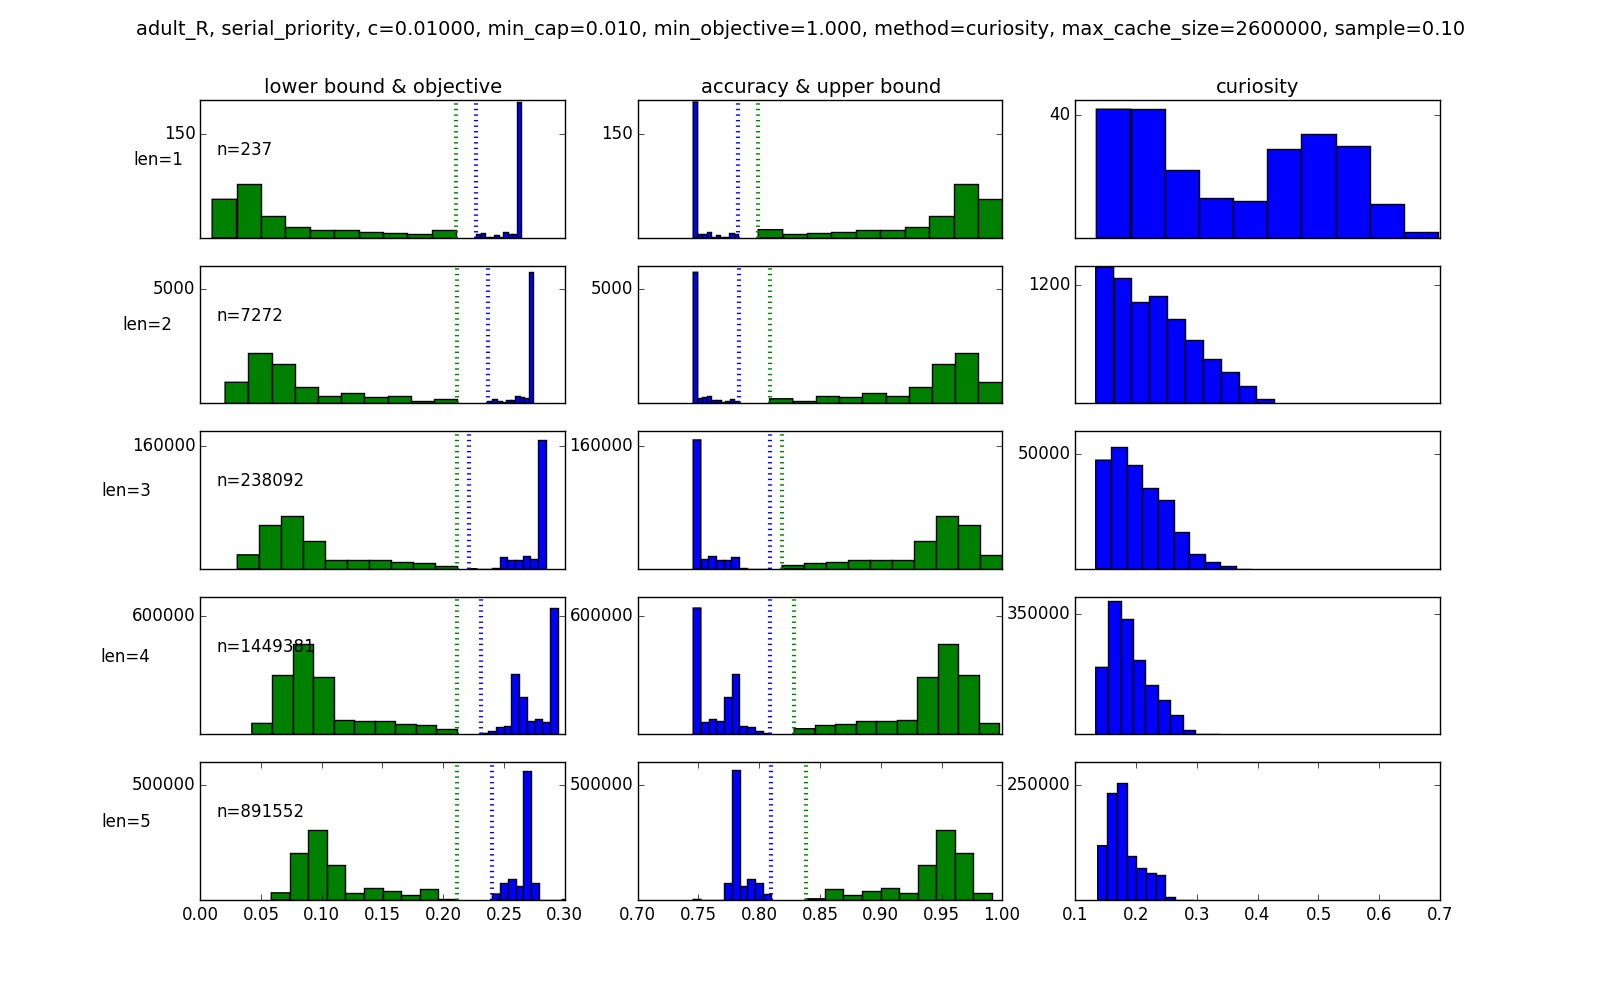 adult_R, serial_priority, c=0.01000, min_cap=0.010, min_objective=1.000, method=curiosity, max_cache_size=2600000, sample=0.10
lower bound & objective
accuracy & upper bound
curiosity
len=1
150
n=237
150
40
len=2
5000
n=7272
5000
1200
len=3
160000
n=238092
160000
50000
len=4
600000
n=1449381
600000
350000
len=5
500000
n=891552
500000
250000
0.00 0.05 0.10 0.15 0.20 0.25 0.30
0.70 0.75 0.80 0.85 0.90 0.95 1.00
0.1 0.2 0.3 0.4 0.5 0.6 0.7